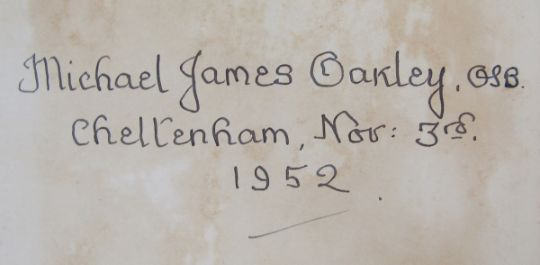 Michael James Oakley, OSB.
Cheltenham, Nov: 3rd.
1952.